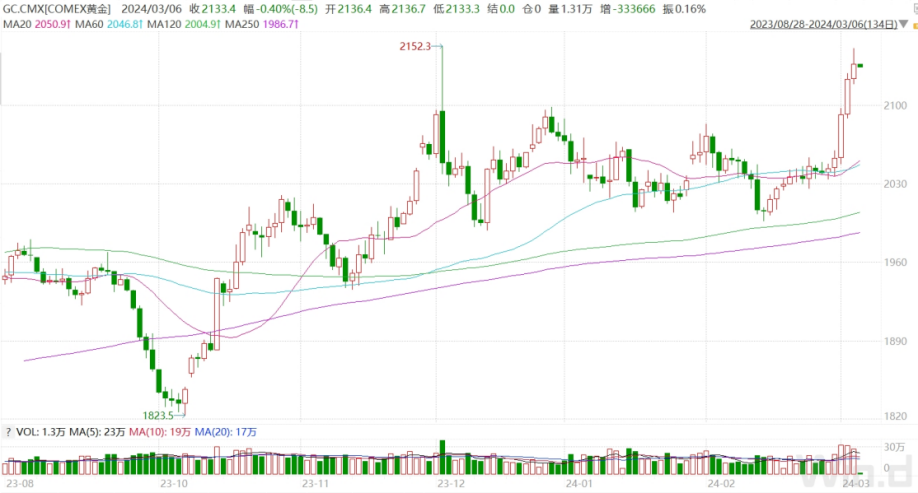 GC.CMX[COMEX黄金] 2024/03/06 收2133.4 幅-0.40%(-8.5) 开2136.4 高2136.7 低2133.3 结0.0 仓0 量1.31万 增-333666 振0.16%
MA20 2050.9↑ MA60 2046.8↑ MA120 2004.9↑ MA250 1986.7↑
2023/08/28-2024/03/06(134日)▼
2152.3→
2100
2030
1960
1890
1823.5→
1820
? VOL: 1.3万 MA(5): 23万 MA(10): 19万 MA(20): 17万
30万
0
23-08 23-10 23-11 23-12 24-01 24-02 24-03
Win.d